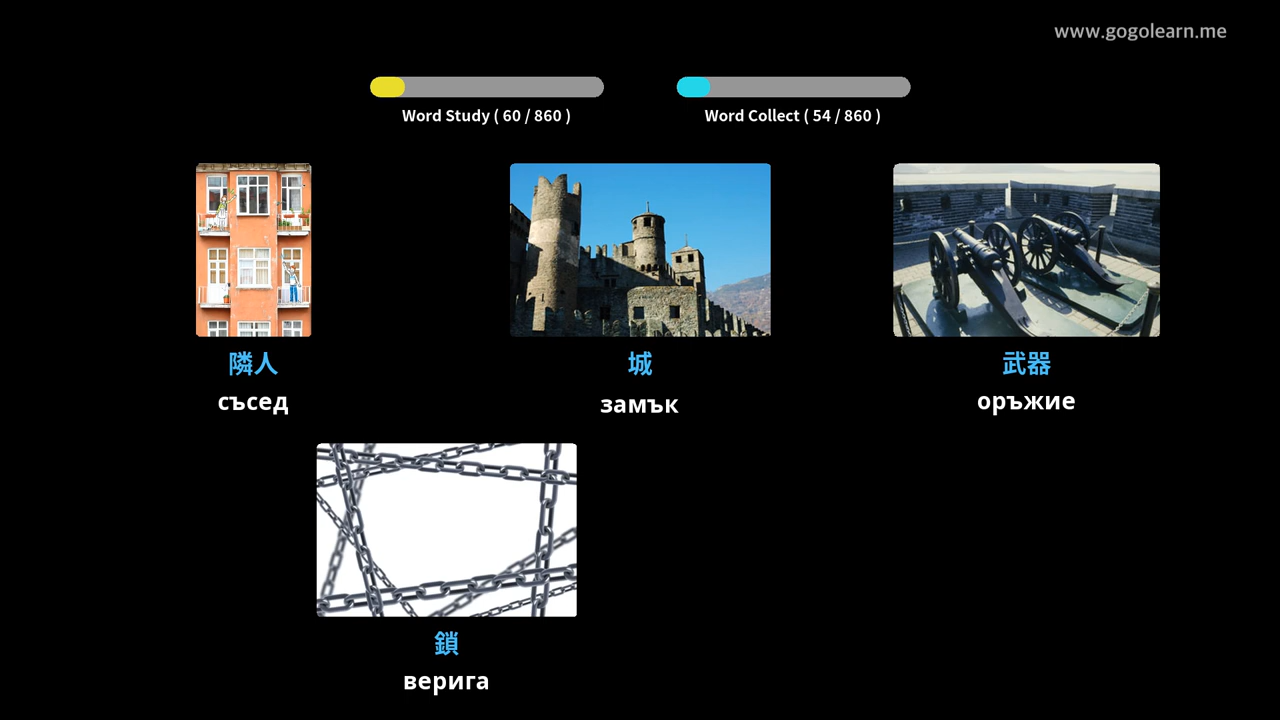 www.gogolearn.me
Word Study ( 60 / 860 )
Word Collect ( 54 / 860 )
隣人
城
武器
съсед
замък
оръжие
鎖
верига